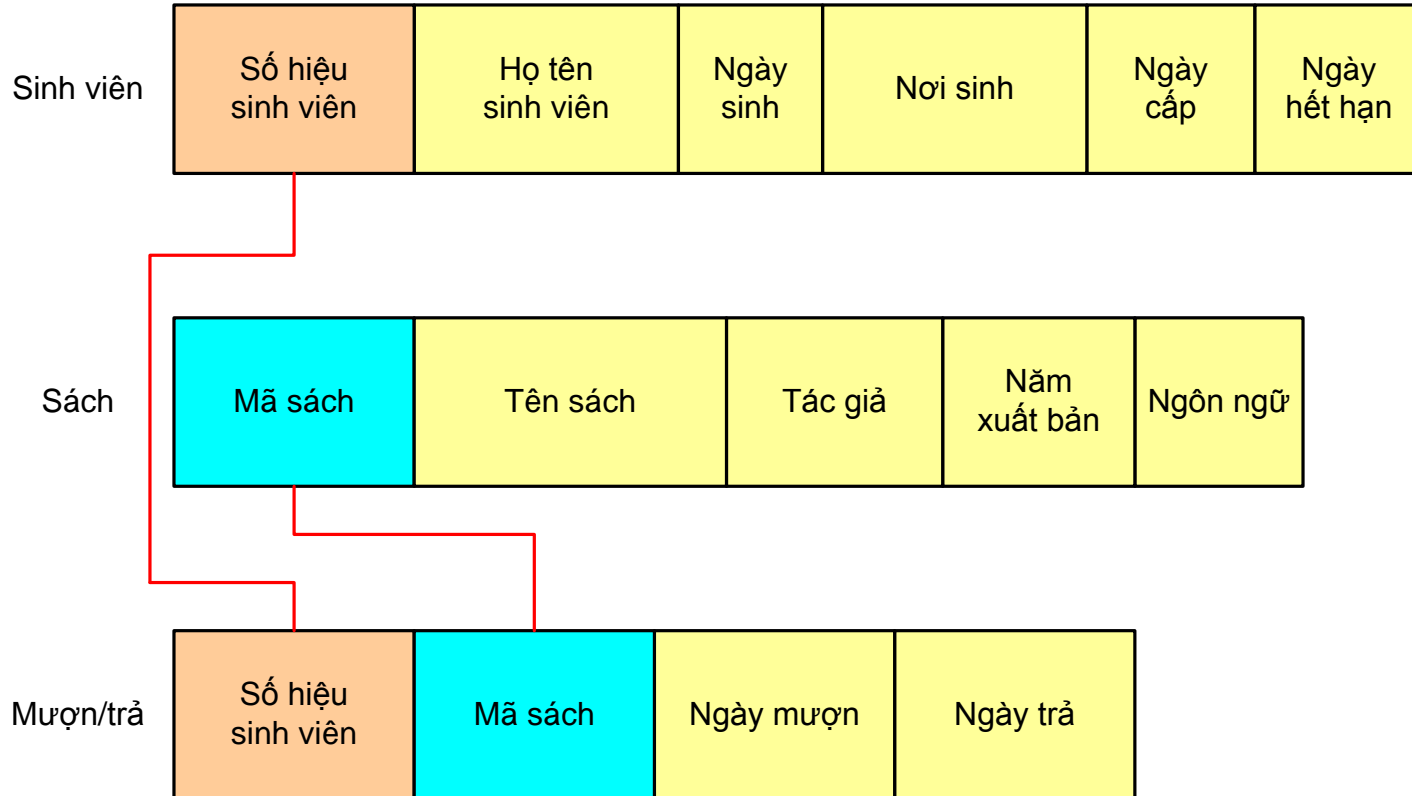 Sinh viên
Số hiệu
sinh viên
Họ tên
sinh viên
Ngày
sinh
Nơi sinh
Ngày
cấp
Ngày
hết hạn
Sách
Mã sách
Tên sách
Tác giả
Năm
xuất bản
Ngôn ngữ
Mượn/trả
Số hiệu
sinh viên
Mã sách
Ngày mượn
Ngày trả